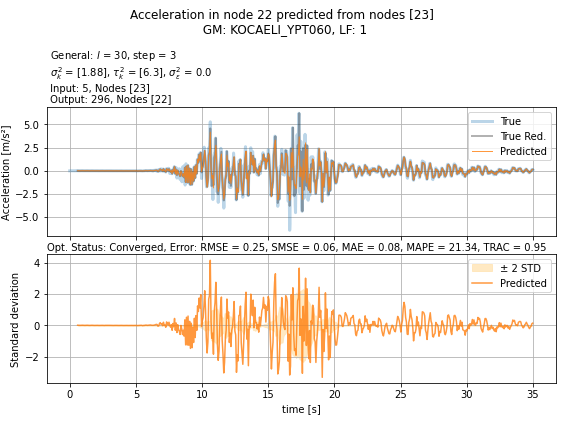 Acceleration in node 22 predicted from nodes [23]
GM: KOCAELI_YPT060, LF: 1
General: l = 30, step = 3
σ²ₖ = [1.88], τ²ₖ = [6.3], σ²ₑ = 0.0
Input: 5, Nodes [23]
Output: 296, Nodes [22]
True
True Red.
Predicted
Acceleration [m/s²]
5.0
2.5
0.0
−2.5
−5.0
Opt. Status: Converged, Error: RMSE = 0.25, SMSE = 0.06, MAE = 0.08, MAPE = 21.34, TRAC = 0.95
± 2 STD
Predicted
Standard deviation
4
2
0
−2
0 5 10 15 20 25 30 35
time [s]